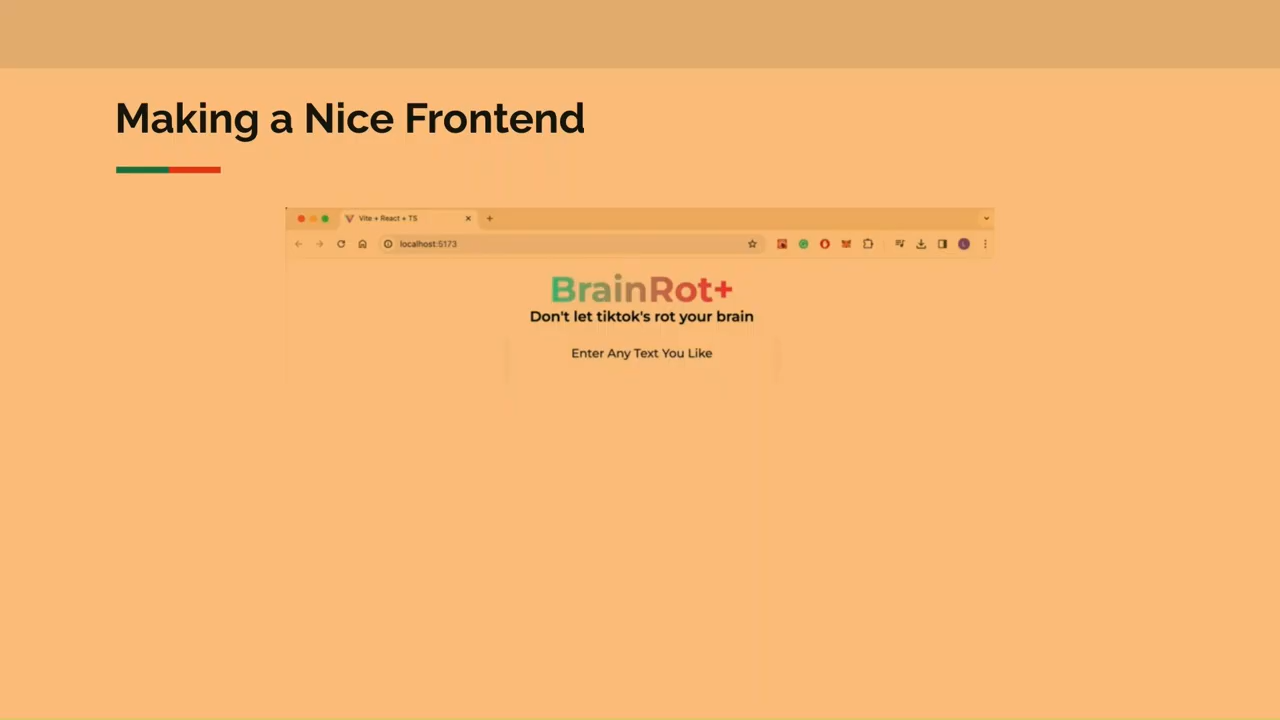 Making a Nice Frontend
Vite + React + TS
localhost:5173
BrainRot+
Don't let tiktok's rot your brain
Enter Any Text You Like